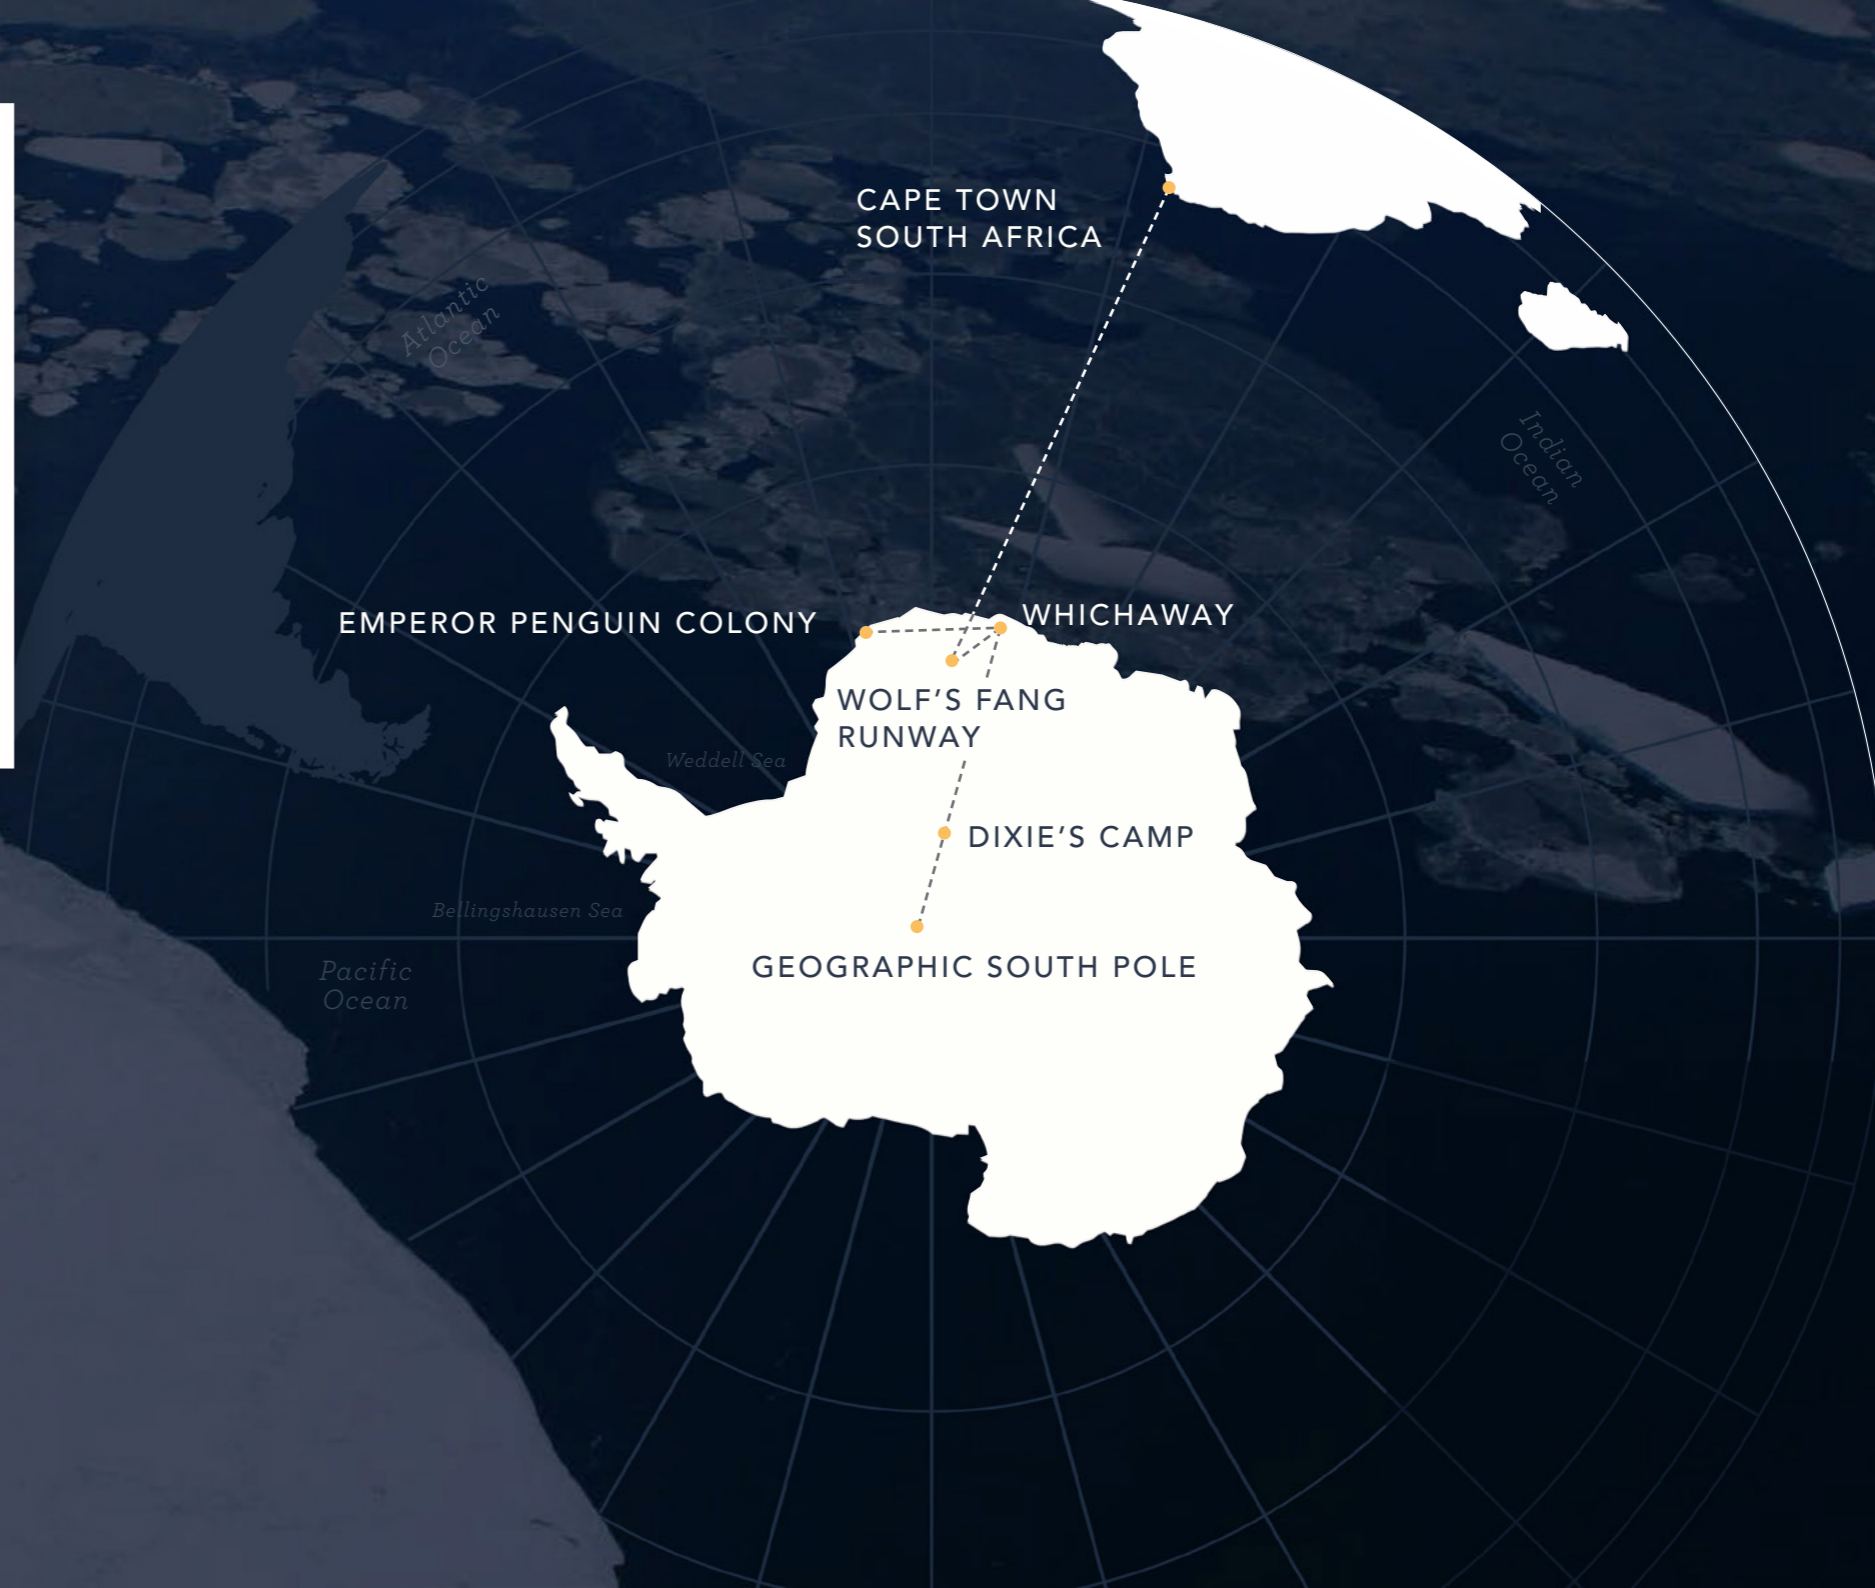 CAPE TOWN
SOUTH AFRICA
Atlantic
Ocean
Indian
Ocean
EMPEROR PENGUIN COLONY
WHICHAWAY
WOLF’S FANG
RUNWAY
Weddell Sea
DIXIE’S CAMP
Bellingshausen Sea
GEOGRAPHIC SOUTH POLE
Pacific
Ocean